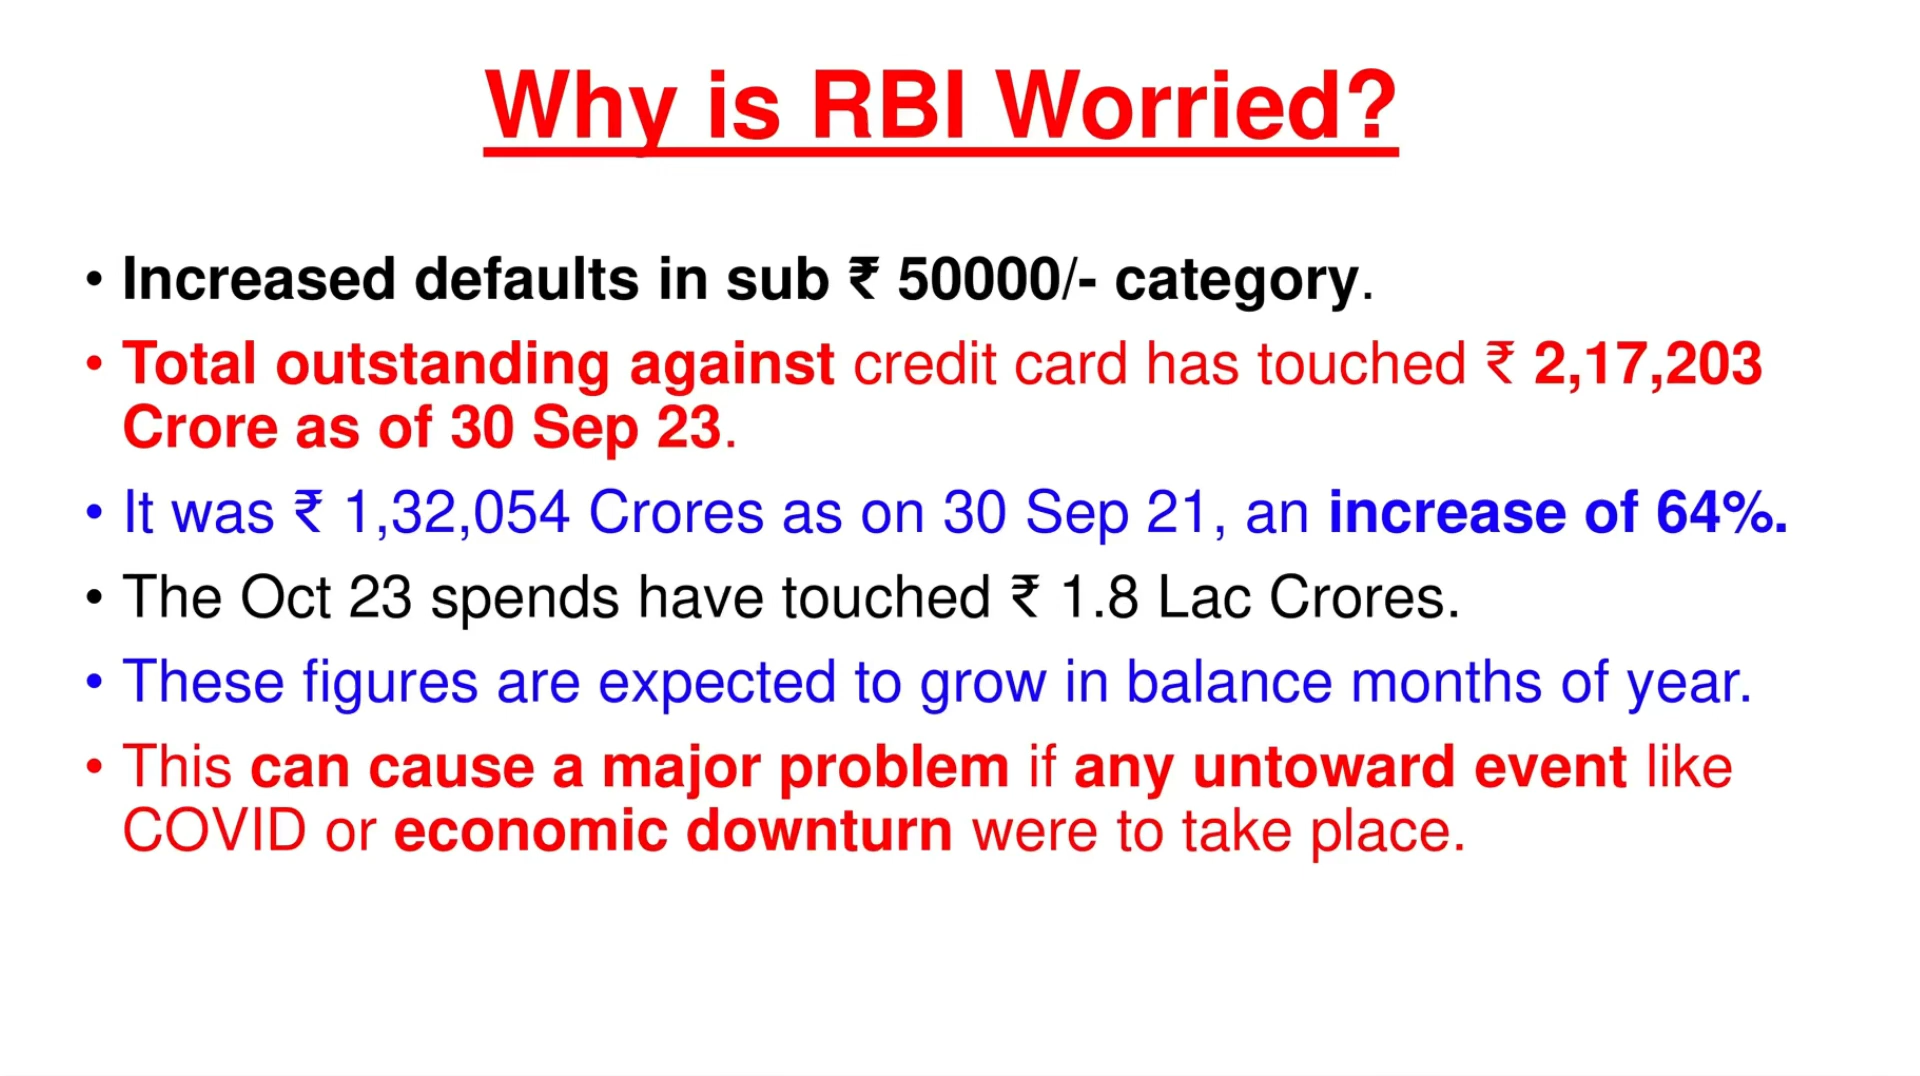 Why is RBI Worried?
• Increased defaults in sub ₹ 50000/- category.
• Total outstanding against credit card has touched ₹ 2,17,203
Crore as of 30 Sep 23.
• It was ₹ 1,32,054 Crores as on 30 Sep 21, an increase of 64%.
• The Oct 23 spends have touched ₹ 1.8 Lac Crores.
• These figures are expected to grow in balance months of year.
• This can cause a major problem if any untoward event like
COVID or economic downturn were to take place.